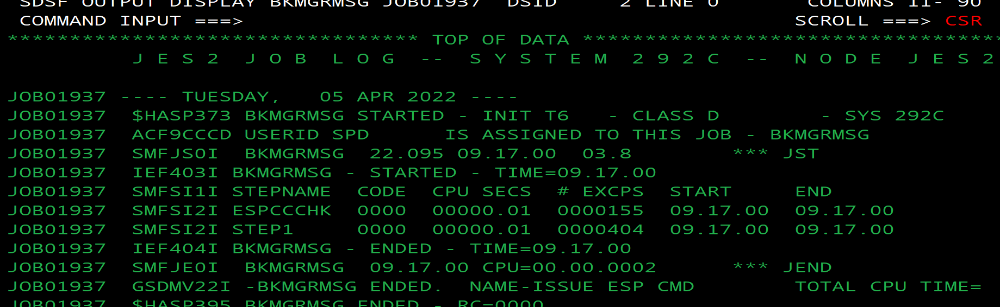 SDSF OUTPUT DISPLAY BKMGRMSG JOB01937  DSID     2 LINE 0       COLUMNS 11- 90
COMMAND INPUT ===>                                            SCROLL ===> CSR
********************************* TOP OF DATA **********************************
          J E S 2  J O B  L O G  --  S Y S T E M  2 9 2 C  --  N O D E  J E S 2
JOB01937 ---- TUESDAY,   05 APR 2022 ----
JOB01937  $HASP373 BKMGRMSG STARTED - INIT T6   - CLASS D        - SYS 292C
JOB01937  ACF9CCCD USERID SPD      IS ASSIGNED TO THIS JOB - BKMGRMSG
JOB01937  SMFJS0I  BKMGRMSG  22.095 09.17.00  03.8        *** JST
JOB01937  IEF403I BKMGRMSG - STARTED - TIME=09.17.00
JOB01937  SMFSI1I STEPNAME  CODE  CPU SECS  # EXCPS  START     END
JOB01937  SMFSI2I ESPCCCHK  0000  00000.01  0000155  09.17.00  09.17.00
JOB01937  SMFSI2I STEP1     0000  00000.01  0000404  09.17.00  09.17.00
JOB01937  IEF404I BKMGRMSG - ENDED - TIME=09.17.00
JOB01937  SMFJE0I  BKMGRMSG  09.17.00 CPU=00.00.0002      *** JEND
JOB01937  GSDMV22I -BKMGRMSG ENDED.  NAME-ISSUE ESP CMD        TOTAL CPU TIME=
JOB01937  $HASP395 BKMGRMSG ENDED - RC=0000